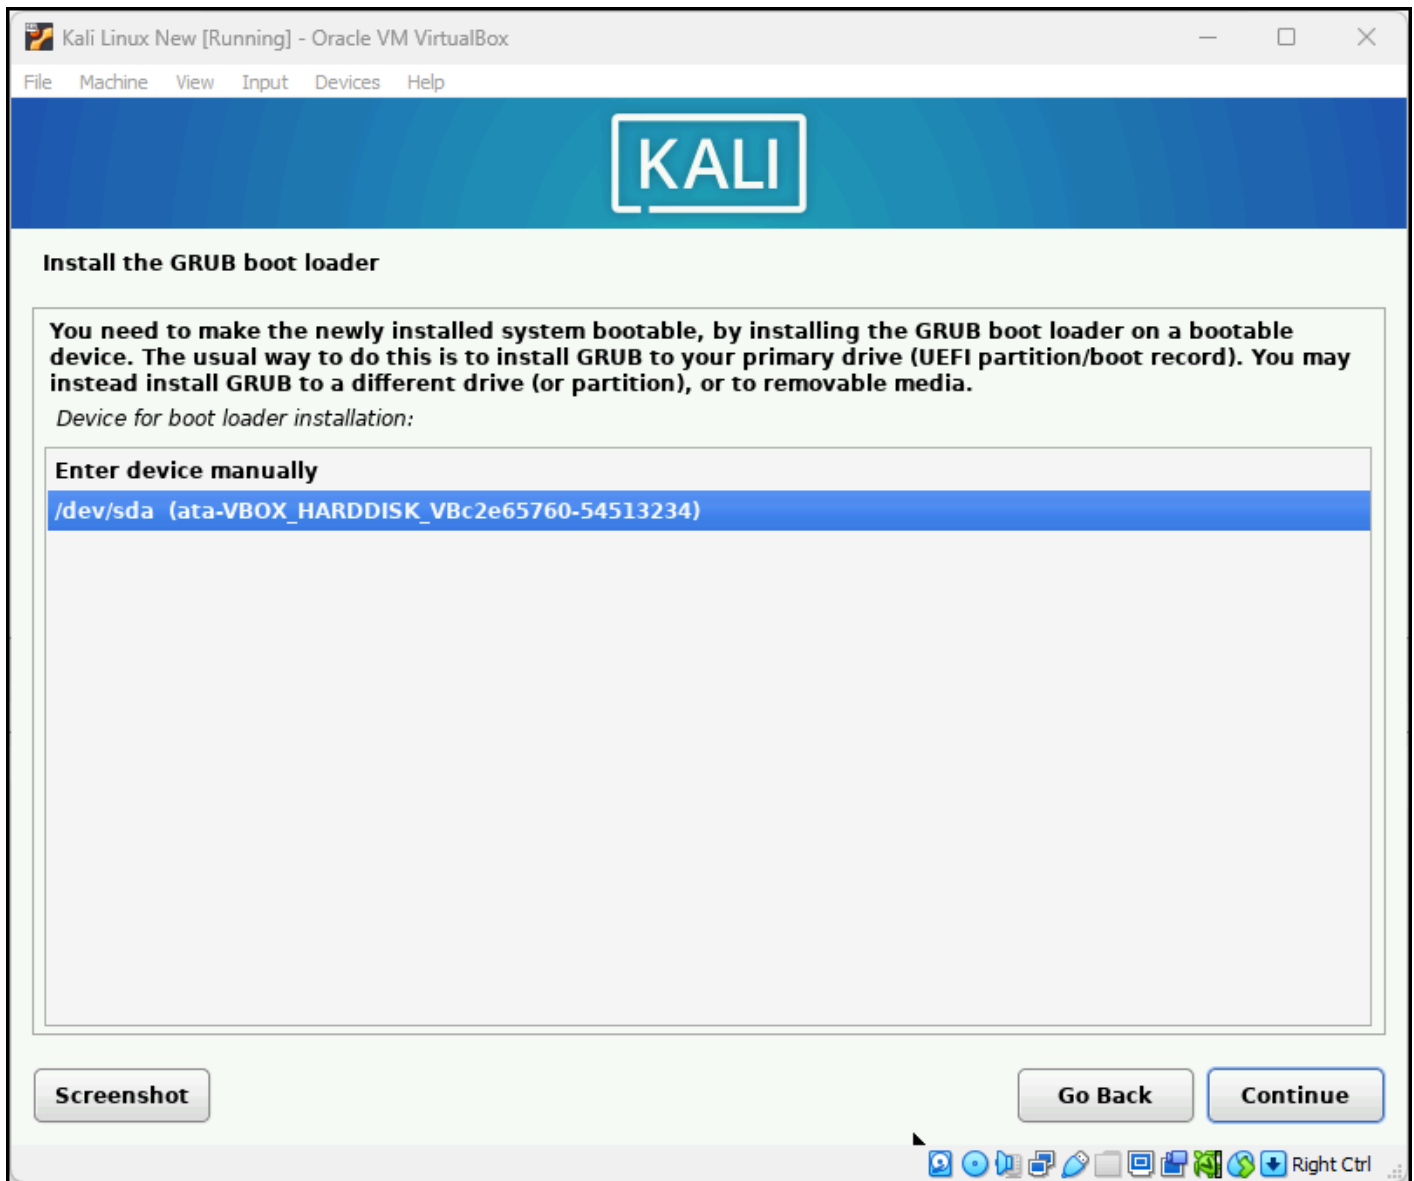 Kali Linux New [Running] - Oracle VM VirtualBox
File Machine View Input Devices Help
KALI
Install the GRUB boot loader
You need to make the newly installed system bootable, by installing the GRUB boot loader on a bootable
device. The usual way to do this is to install GRUB to your primary drive (UEFI partition/boot record). You may
instead install GRUB to a different drive (or partition), or to removable media.
Device for boot loader installation:
Enter device manually
/dev/sda (ata-VBOX_HARDDISK_VBc2e65760-54513234)
Screenshot Go Back Continue
Right Ctrl